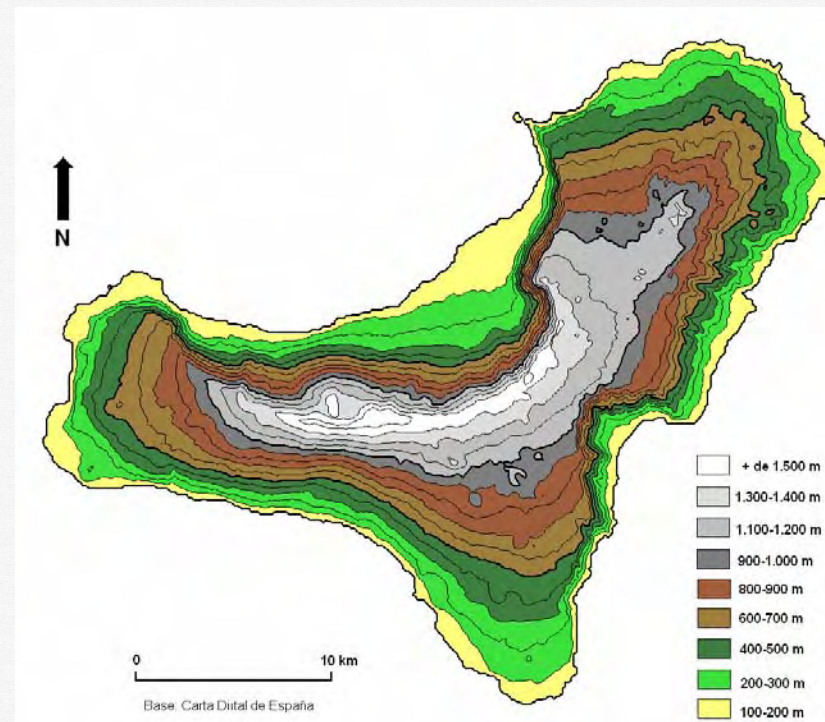 N
+ de 1.500 m
1.300-1.400 m
1.100-1.200 m
900-1.000 m
800-900 m
600-700 m
400-500 m
200-300 m
100-200 m
0 10 km
Base: Carta Diital de España